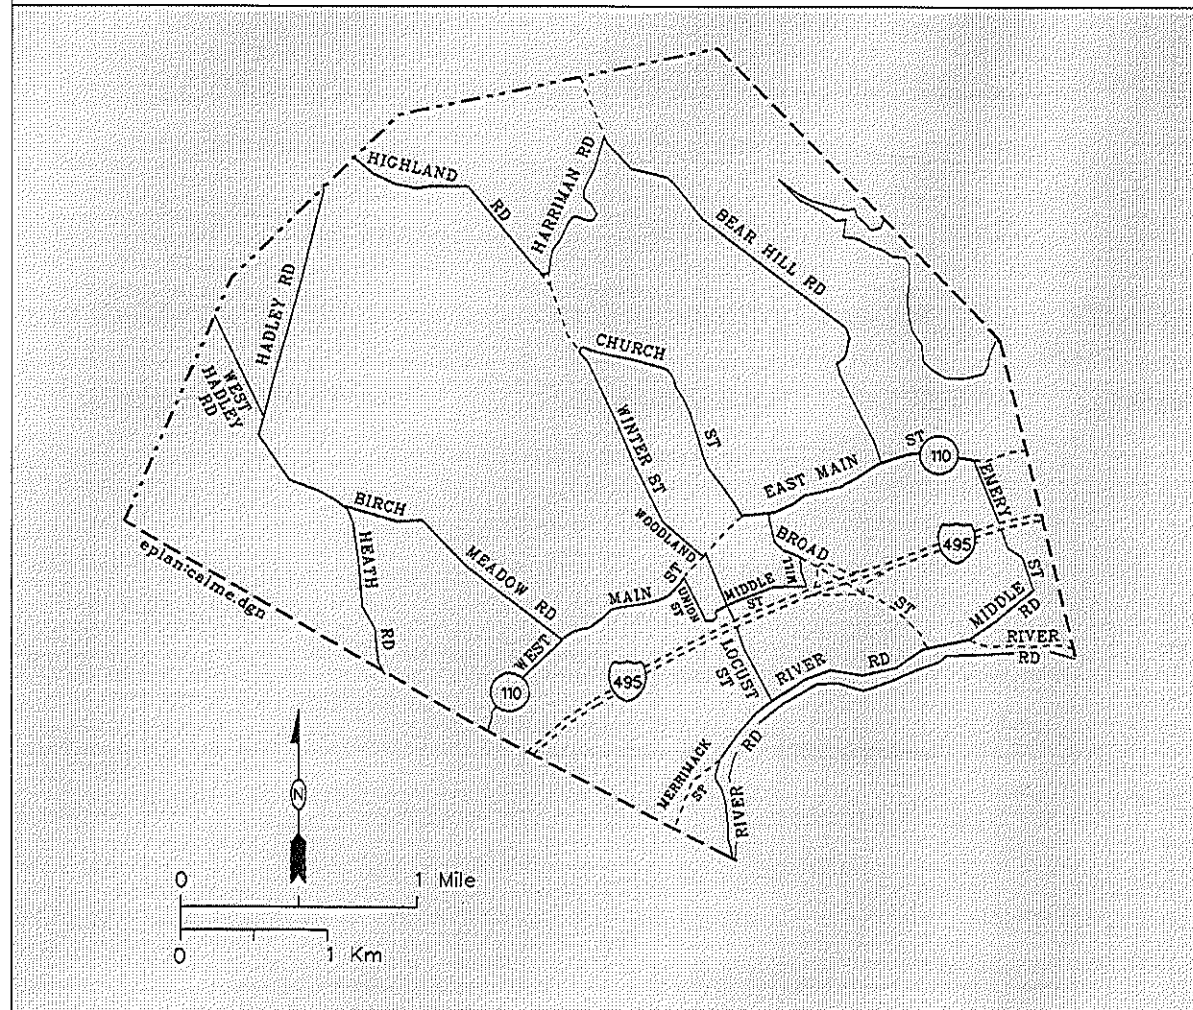 HIGHLAND
RD
HARRIMAN RD
BEAR HILL RD
HADLEY RD
WEST
HADLEY
RD
CHURCH
ST
WINTER ST
WOODLAND
ST
EAST MAIN
ST
110
ENERY
ST
BIRCH
MEADOW RD
HEATH
RD
eplan:calme.dgn
BROAD
ST
MILL
MIDDLE
ST
UNION
ST
MAIN
WEST
110
495
495
LOCUST
ST
MIDDLE
RD
RIVER
RD
RIVER
RD
MERRIMACK
ST
RIVER
RD
N
0
1 Mile
0
1 Km